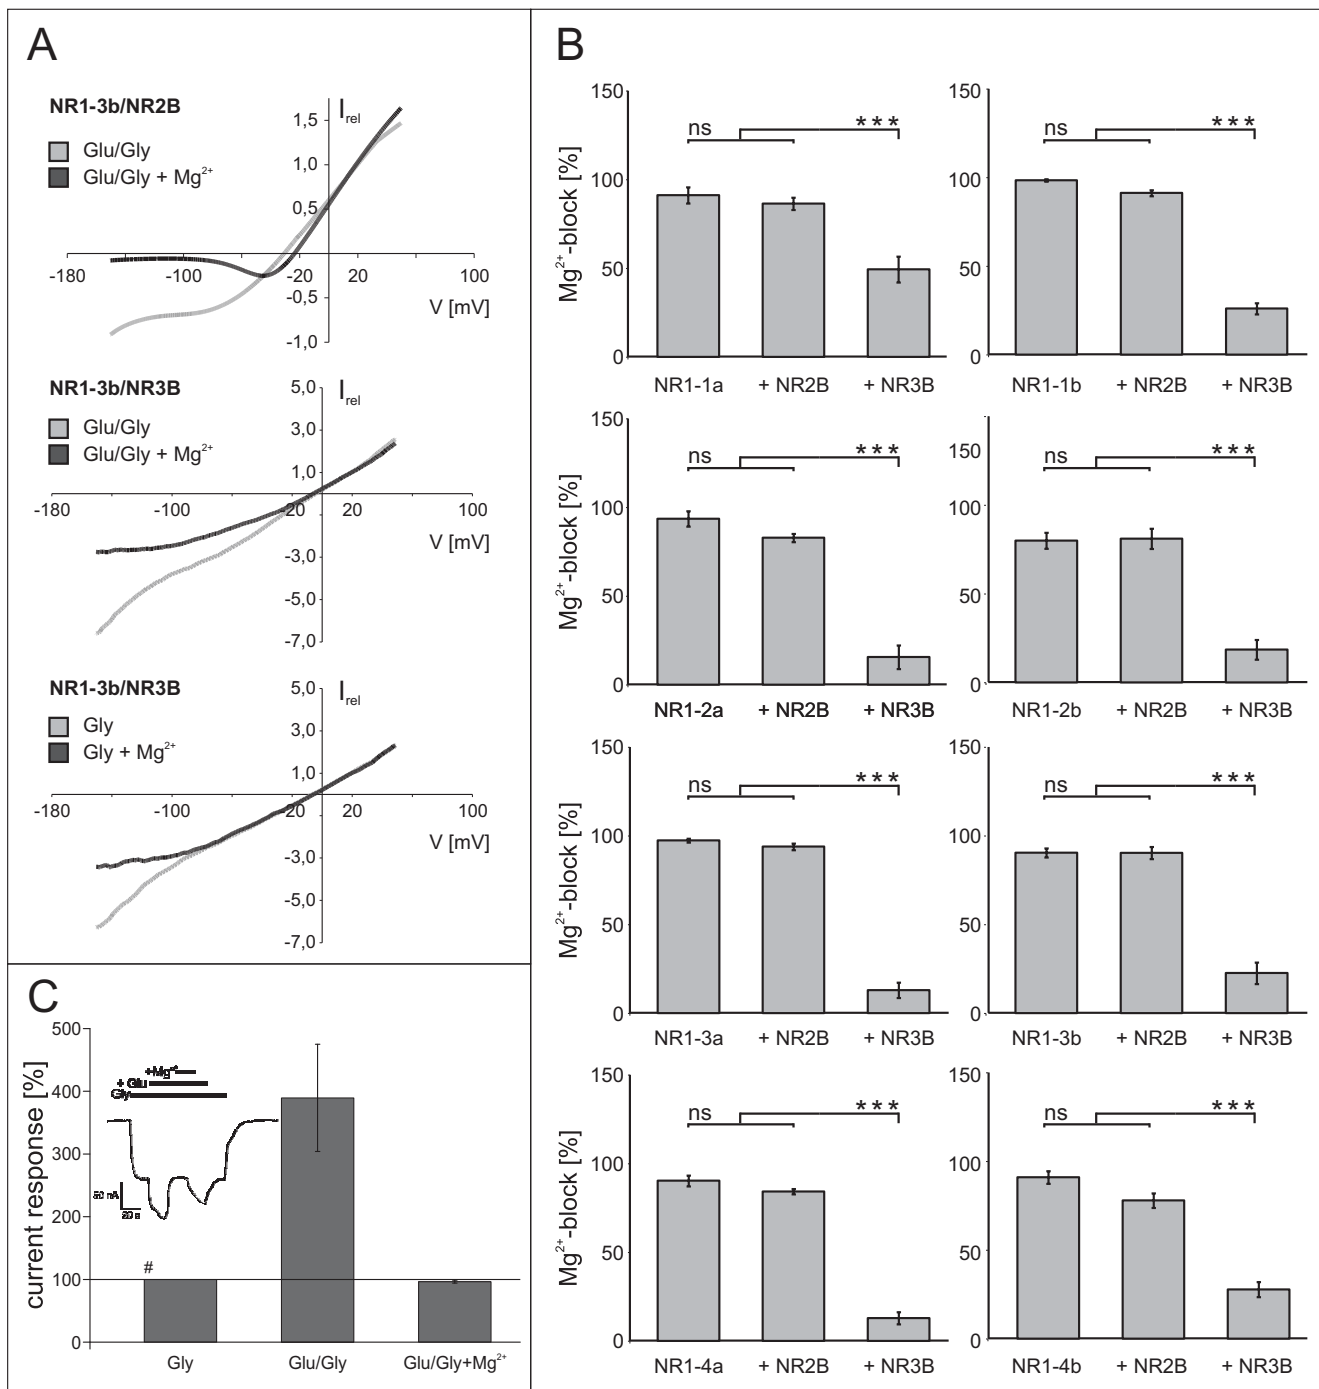 A
NR1-3b/NR2B
Glu/Gly
Glu/Gly + Mg²⁺
I_rel
1,5
1,0
0,5
-180 -100 -20 20 100
-0,5
-1,0
V [mV]
NR1-3b/NR3B
Glu/Gly
Glu/Gly + Mg²⁺
I_rel
5,0
3,0
1,0
-180 -100 -20 20 100
V [mV]
-3,0
-5,0
-7,0
NR1-3b/NR3B
Gly
Gly + Mg²⁺
I_rel
5,0
3,0
1,0
-180 -100 -20 20 100
V [mV]
-3,0
-5,0
-7,0
B
Mg²⁺-block [%]
150
100
50
0
ns ***
NR1-1a + NR2B + NR3B
150
100
50
0
ns ***
NR1-1b + NR2B + NR3B
Mg²⁺-block [%]
150
100
50
0
ns ***
NR1-2a + NR2B + NR3B
150
100
50
0
ns ***
NR1-2b + NR2B + NR3B
Mg²⁺-block [%]
150
100
50
0
ns ***
NR1-3a + NR2B + NR3B
150
100
50
0
ns ***
NR1-3b + NR2B + NR3B
Mg²⁺-block [%]
150
100
50
0
ns ***
NR1-4a + NR2B + NR3B
150
100
50
0
ns ***
NR1-4b + NR2B + NR3B
C
current response [%]
500
400
300
200
100
0
+Mg²⁺
+ Glu
Gly
50 nA
20 s
#
Gly Glu/Gly Glu/Gly+Mg²⁺